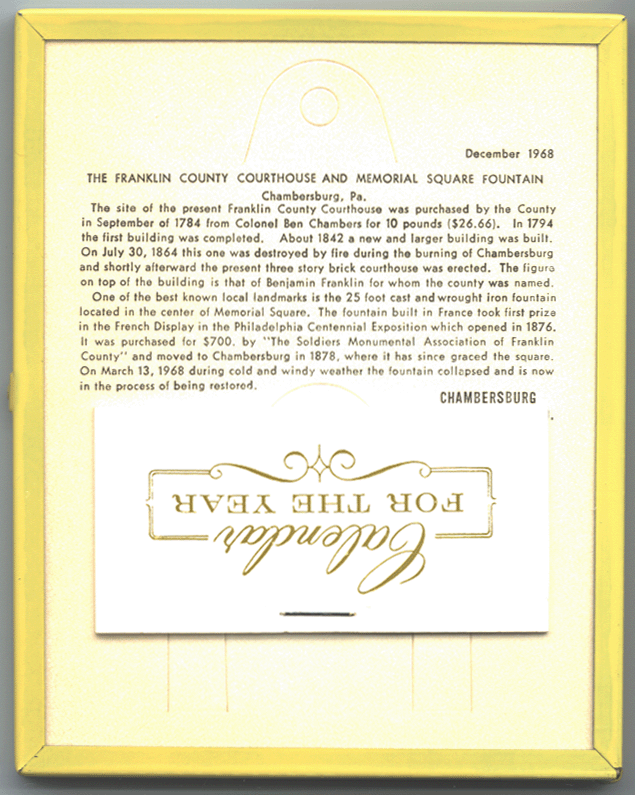 December 1968
THE FRANKLIN COUNTY COURTHOUSE AND MEMORIAL SQUARE FOUNTAIN
Chambersburg, Pa.
The site of the present Franklin County Courthouse was purchased by the County
in September of 1784 from Colonel Ben Chambers for 10 pounds ($26.66). In 1794
the first building was completed. About 1842 a new and larger building was built.
On July 30, 1864 this one was destroyed by fire during the burning of Chambersburg
and shortly afterward the present three story brick courthouse was erected. The figure
on top of the building is that of Benjamin Franklin for whom the county was named.
One of the best known local landmarks is the 25 foot cast and wrought iron fountain
located in the center of Memorial Square. The fountain built in France took first prize
in the French Display in the Philadelphia Centennial Exposition which opened in 1876.
It was purchased for $700. by "The Soldiers Monumental Association of Franklin
County" and moved to Chambersburg in 1878, where it has since graced the square.
On March 13, 1968 during cold and windy weather the fountain collapsed and is now
in the process of being restored.
CHAMBERSBURG
Calendar
FOR THE YEAR